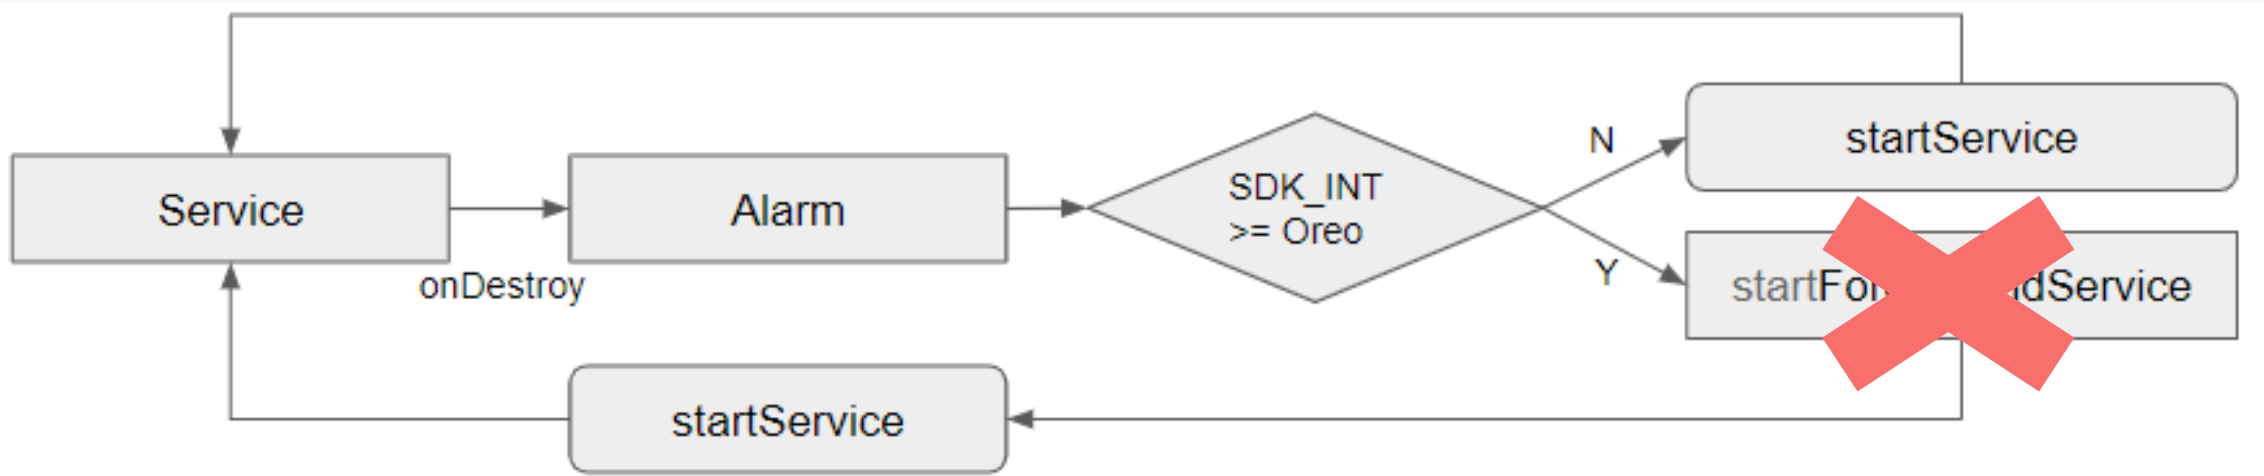 Service
onDestroy
Alarm
SDK_INT
>= Oreo
N
Y
startService
startService